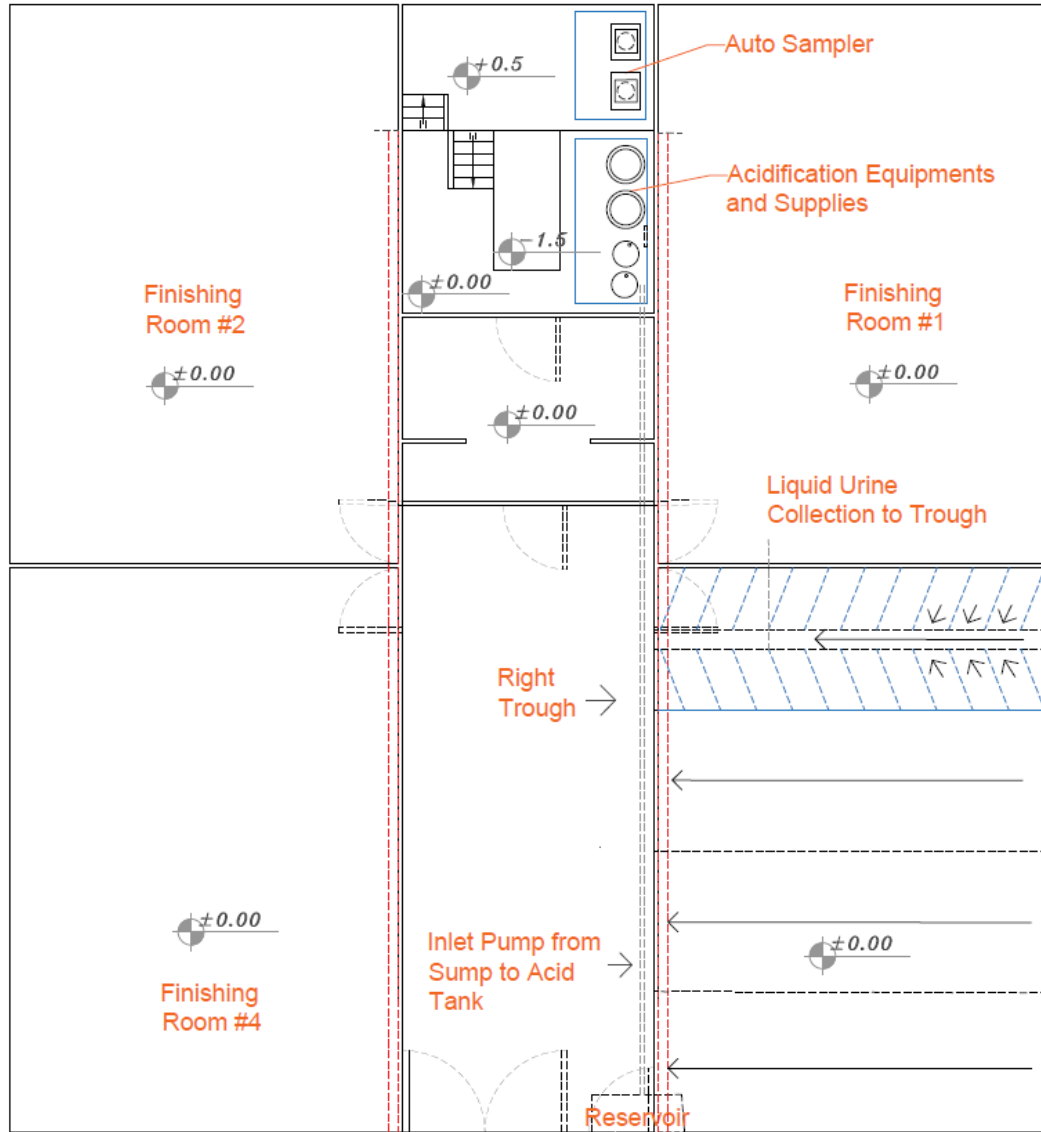 +0.5
Auto Sampler
Acidification Equipments
and Supplies
-1.5
±0.00
Finishing
Room #2
±0.00
Finishing
Room #1
±0.00
±0.00
Liquid Urine
Collection to Trough
Right
Trough
±0.00
Finishing
Room #4
Inlet Pump from
Sump to Acid
Tank
±0.00
Reservoir